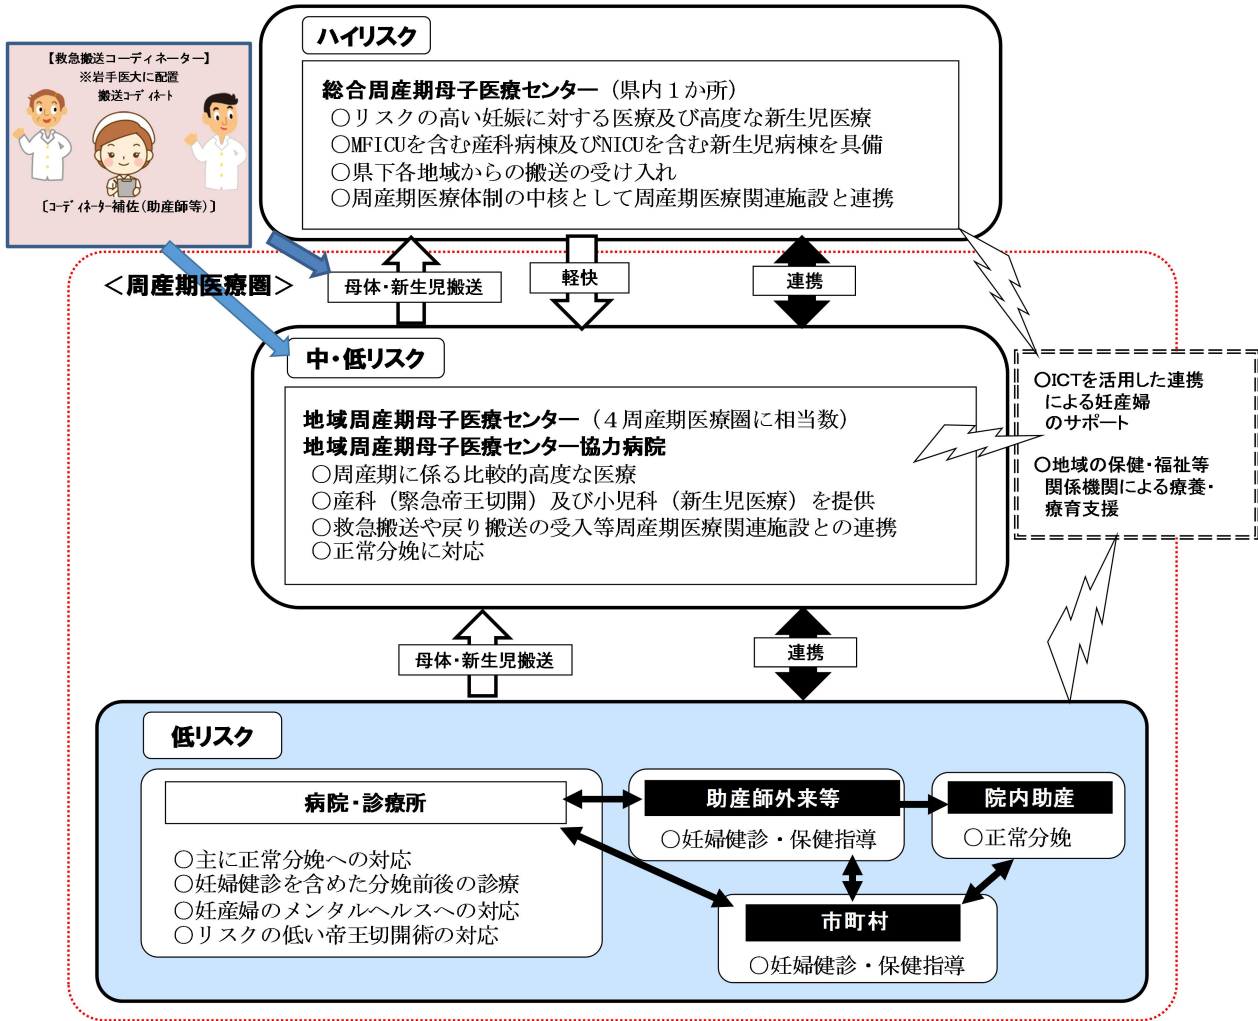 【救急搬送コーディネーター】
※岩手医大に配置
搬送ｺｰﾃﾞｨﾈｰﾄ
〔ｺｰﾃﾞｨﾈｰﾀｰ補佐(助産師等)〕
ハイリスク
総合周産期母子医療センター（県内１か所）
○リスクの高い妊娠に対する医療及び高度な新生児医療
○MFICUを含む産科病棟及びNICUを含む新生児病棟を具備
○県下各地域からの搬送の受け入れ
○周産期医療体制の中核として周産期医療関連施設と連携
＜周産期医療圏＞
母体・新生児搬送
軽快
連携
中・低リスク
地域周産期母子医療センター（４周産期医療圏に相当数）
地域周産期母子医療センター協力病院
○周産期に係る比較的高度な医療
○産科（緊急帝王切開）及び小児科（新生児医療）を提供
○救急搬送や戻り搬送の受入等周産期医療関連施設との連携
○正常分娩に対応
○ICTを活用した連携
による妊産婦
のサポート
○地域の保健・福祉等
関係機関による療養・
療育支援
母体・新生児搬送
連携
低リスク
病院・診療所
○主に正常分娩への対応
○妊婦健診を含めた分娩前後の診療
○妊産婦のメンタルヘルスへの対応
○リスクの低い帝王切開術の対応
助産師外来等
○妊婦健診・保健指導
院内助産
○正常分娩
市町村
○妊婦健診・保健指導